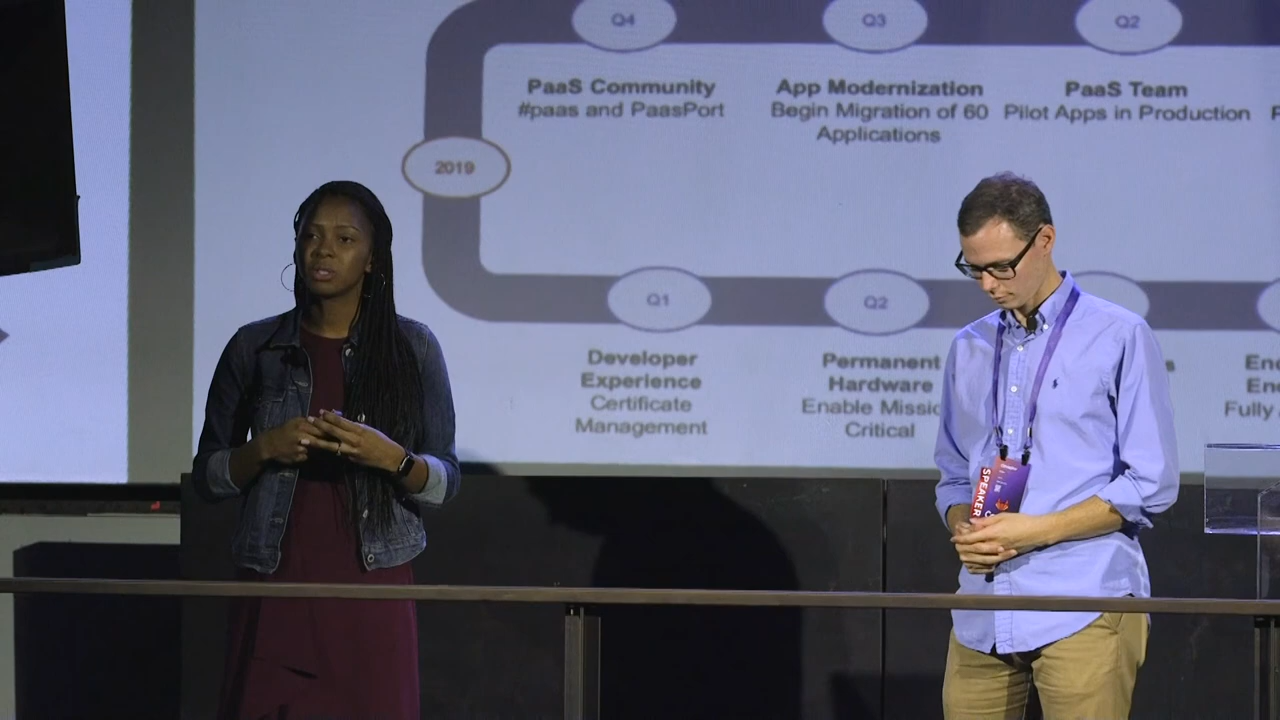 Q4
Q3
Q2
PaaS Community
#paas and PaasPort
App Modernization
Begin Migration of 60
Applications
PaaS Team
Pilot Apps in Production
2019
Q1
Q2
Developer
Experience
Certificate
Management
Permanent
Hardware
Enable
Critical
Fully
SPEAKER